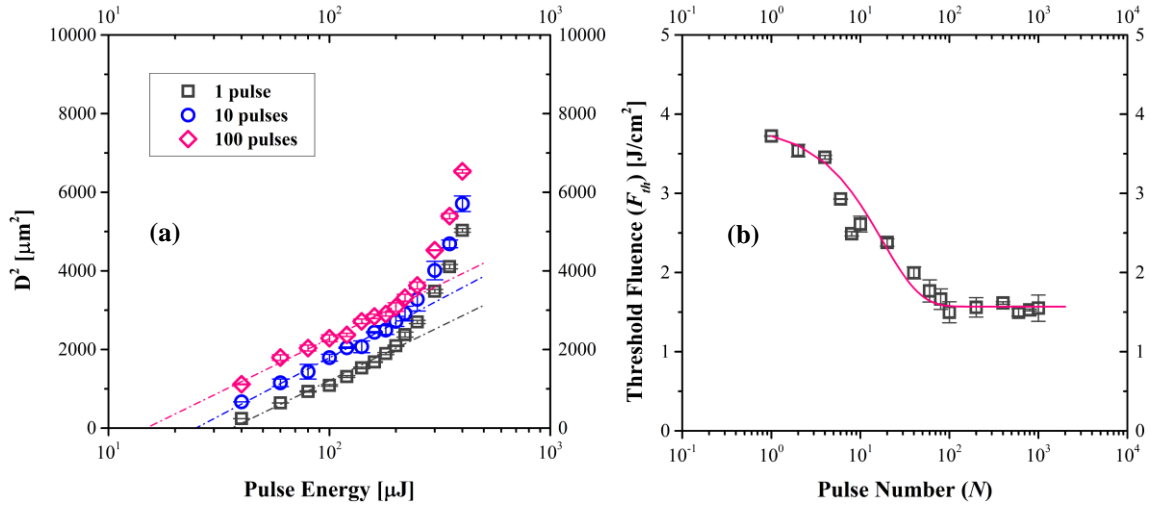 10¹ 10² 10³
10000 10000
8000 8000
6000 6000
4000 4000
2000 2000
0 0
10¹ 10² 10³
D² [μm²]
Pulse Energy [μJ]
1 pulse
10 pulses
100 pulses
(a)
10⁻¹ 10⁰ 10¹ 10² 10³ 10⁴
5 5
4 4
3 3
2 2
1 1
0 0
10⁻¹ 10⁰ 10¹ 10² 10³ 10⁴
Threshold Fluence (Fth) [J/cm²]
Pulse Number (N)
(b)